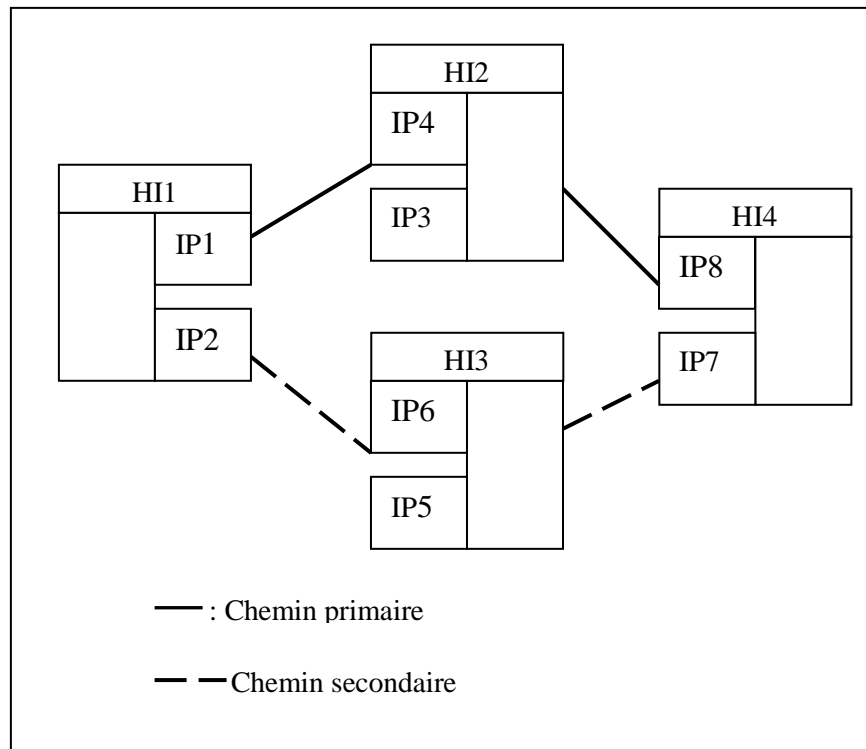 HI2
IP4
IP3
HI1
IP1
IP2
HI4
IP8
IP7
HI3
IP6
IP5
: Chemin primaire
Chemin secondaire